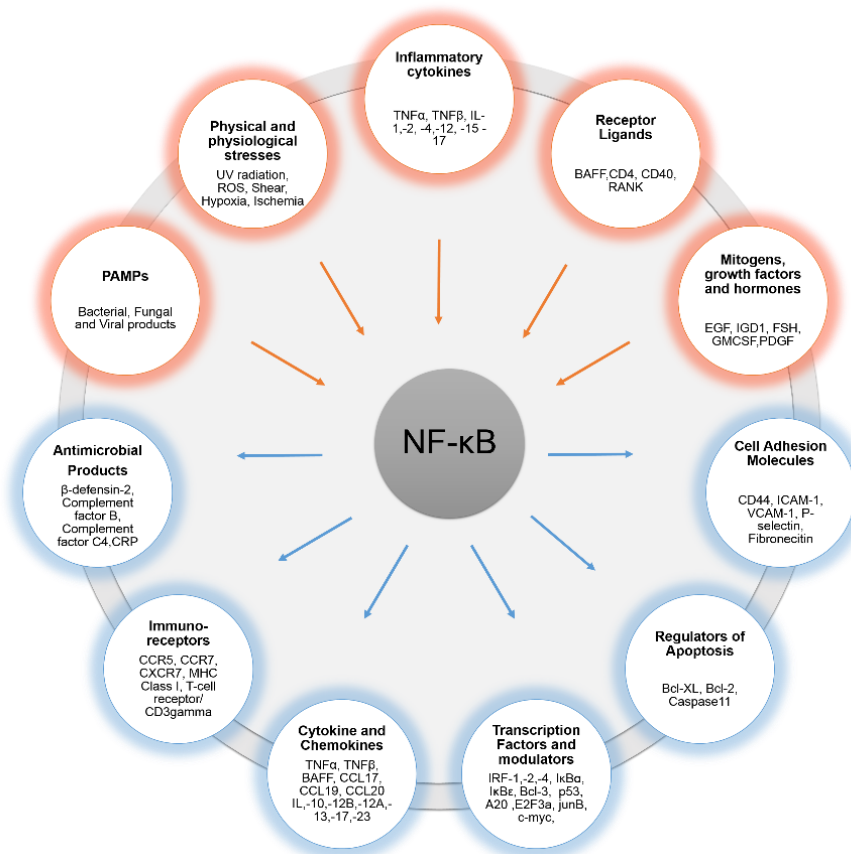 Inflammatory
cytokines
TNFα, TNFβ, IL-
1,-2, -4,-12, -15 -
17
Physical and
physiological
stresses
UV radiation,
ROS, Shear,
Hypoxia, Ischemia
Receptor
Ligands
BAFF,CD4, CD40,
RANK
PAMPs
Bacterial, Fungal
and Viral products
Mitogens,
growth factors
and hormones
EGF, IGD1, FSH,
GMCSF,PDGF
NF-κB
Antimicrobial
Products
β-defensin-2,
Complement
factor B,
Complement
factor C4,CRP
Cell Adhesion
Molecules
CD44, ICAM-1,
VCAM-1, P-
selectin,
Fibronecitin
Immuno-
receptors
CCR5, CCR7,
CXCR7, MHC
Class I, T-cell
receptor/
CD3gamma
Regulators of
Apoptosis
Bcl-XL, Bcl-2,
Caspase11
Cytokine and
Chemokines
TNFα, TNFβ,
BAFF, CCL17,
CCL19, CCL20
IL,-10,-12B,-12A,-
13,-17,-23
Transcription
Factors and
modulators
IRF-1,-2,-4, IκBα,
IκBε, Bcl-3, p53,
A20 ,E2F3a, junB,
c-myc,